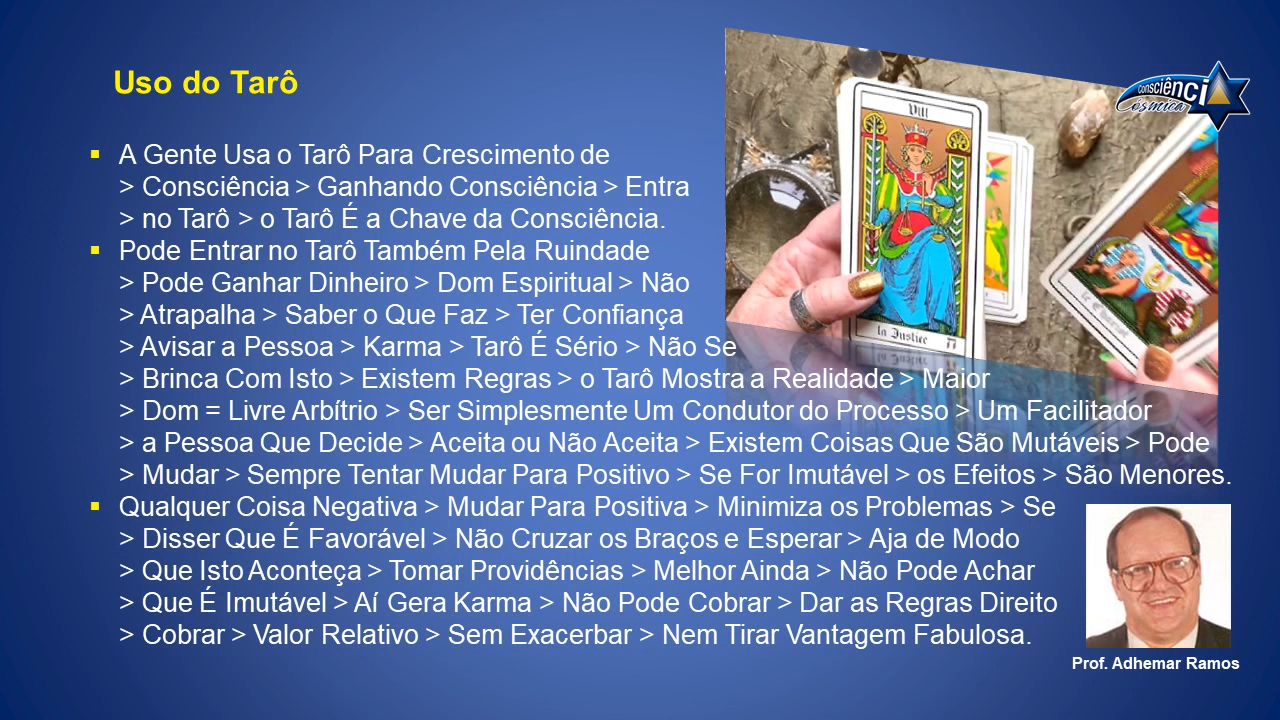 Uso do Tarô
consciênci
Cósmica
VIII
la Justice
▪ A Gente Usa o Tarô Para Crescimento de
> Consciência > Ganhando Consciência > Entra
> no Tarô > o Tarô É a Chave da Consciência.
▪ Pode Entrar no Tarô Também Pela Ruindade
> Pode Ganhar Dinheiro > Dom Espiritual > Não
> Atrapalha > Saber o Que Faz > Ter Confiança
> Avisar a Pessoa > Karma > Tarô É Sério > Não Se
> Brinca Com Isto > Existem Regras > o Tarô Mostra a Realidade > Maior
> Dom = Livre Arbítrio > Ser Simplesmente Um Condutor do Processo > Um Facilitador
> a Pessoa Que Decide > Aceita ou Não Aceita > Existem Coisas Que São Mutáveis > Pode
> Mudar > Sempre Tentar Mudar Para Positivo > Se For Imutável > os Efeitos > São Menores.
▪ Qualquer Coisa Negativa > Mudar Para Positiva > Minimiza os Problemas > Se
> Disser Que É Favorável > Não Cruzar os Braços e Esperar > Aja de Modo
> Que Isto Aconteça > Tomar Providências > Melhor Ainda > Não Pode Achar
> Que É Imutável > Aí Gera Karma > Não Pode Cobrar > Dar as Regras Direito
> Cobrar > Valor Relativo > Sem Exacerbar > Nem Tirar Vantagem Fabulosa.
Prof. Adhemar Ramos